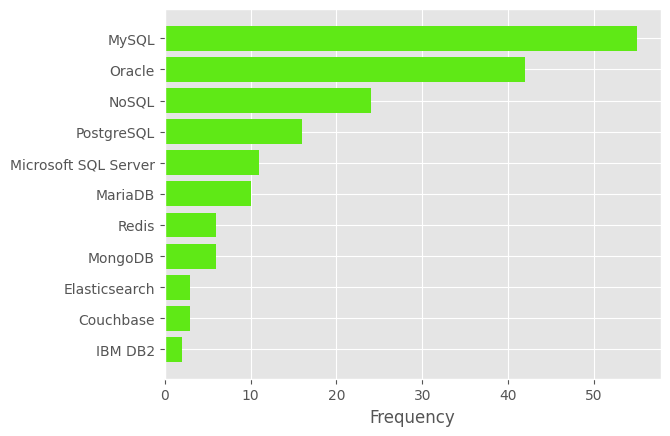 MySQL
Oracle
NoSQL
PostgreSQL
Microsoft SQL Server
MariaDB
Redis
MongoDB
Elasticsearch
Couchbase
IBM DB2
0 10 20 30 40 50
Frequency